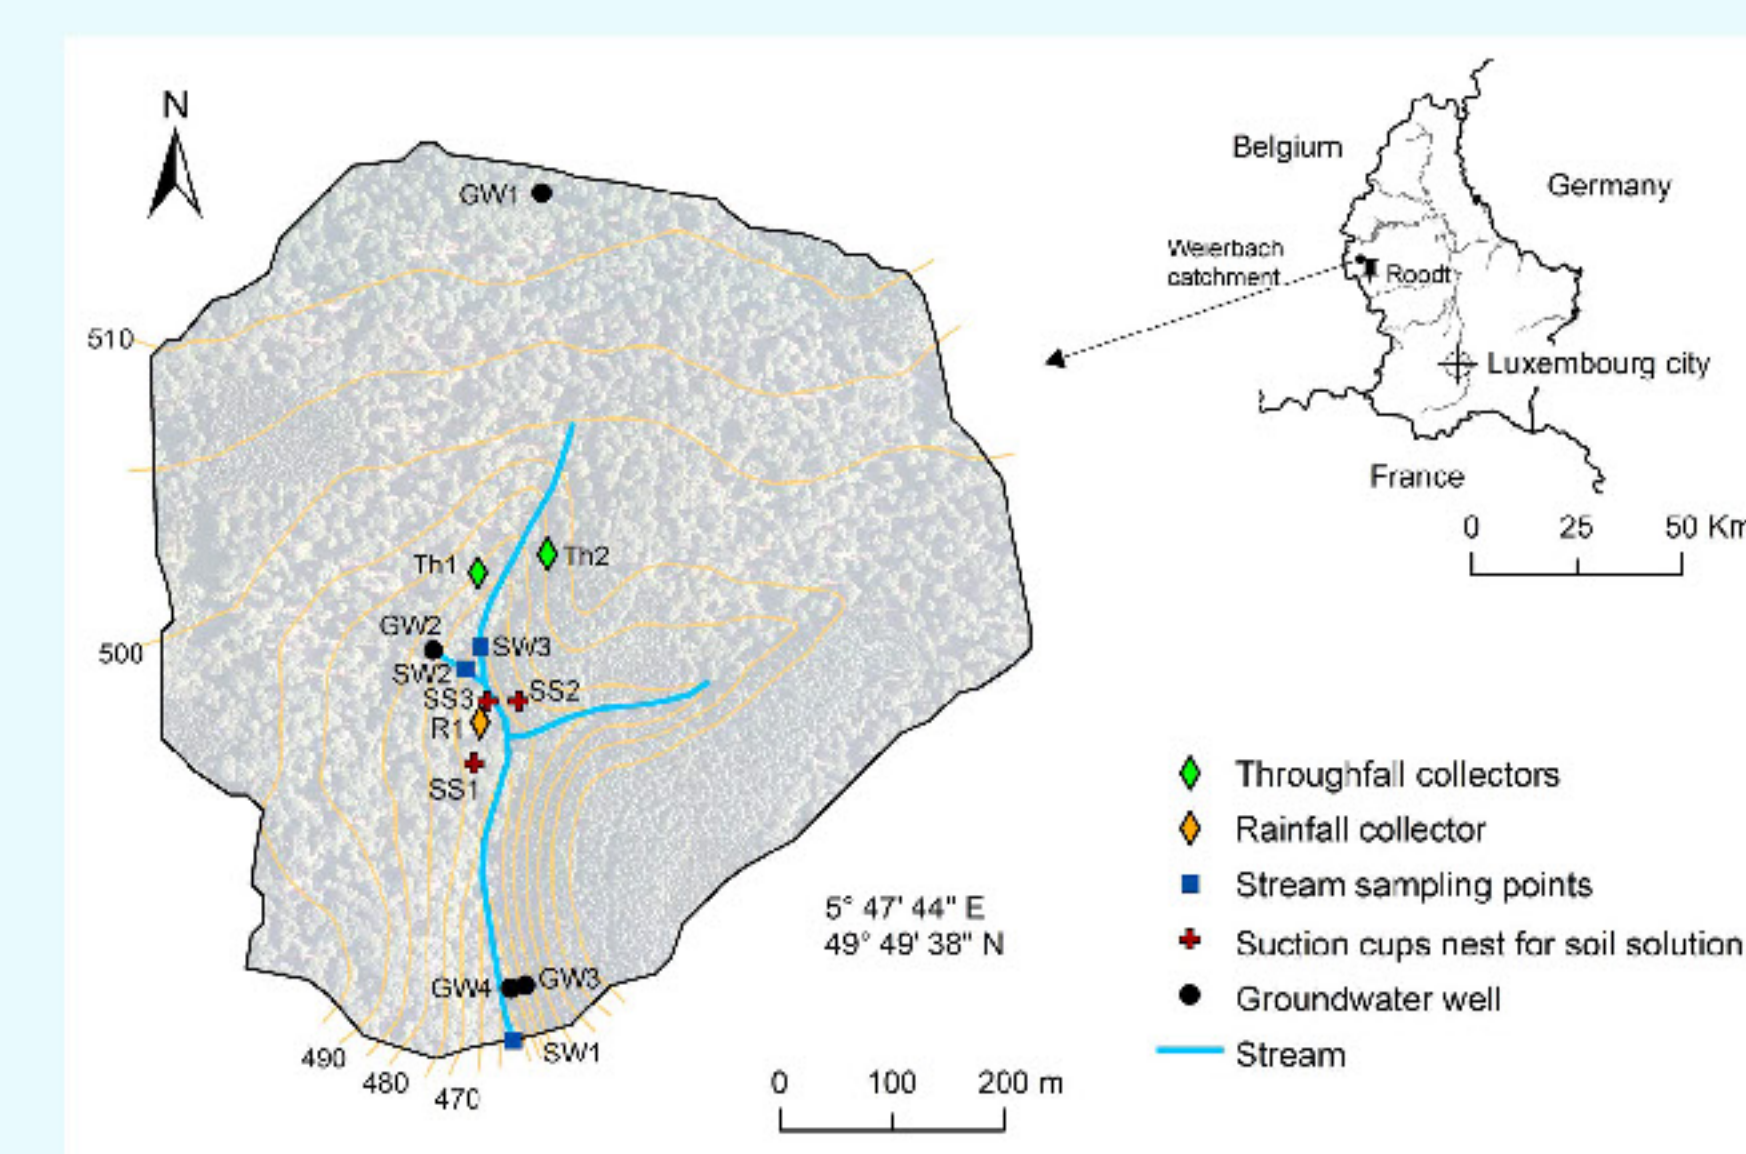 N
GW1
510
Th1
Th2
GW2
SW3
500
SW2
SS3
SS2
R1
SS1
GW4
GW3
SW1
490
480
470
5° 47' 44" E
49° 49' 38" N
0 100 200 m
Belgium
Germany
Weierbach
catchment
Roodt
Luxembourg city
France
0 25 50 Km
Throughfall collectors
Rainfall collector
Stream sampling points
Suction cups nest for soil solution
Groundwater well
Stream